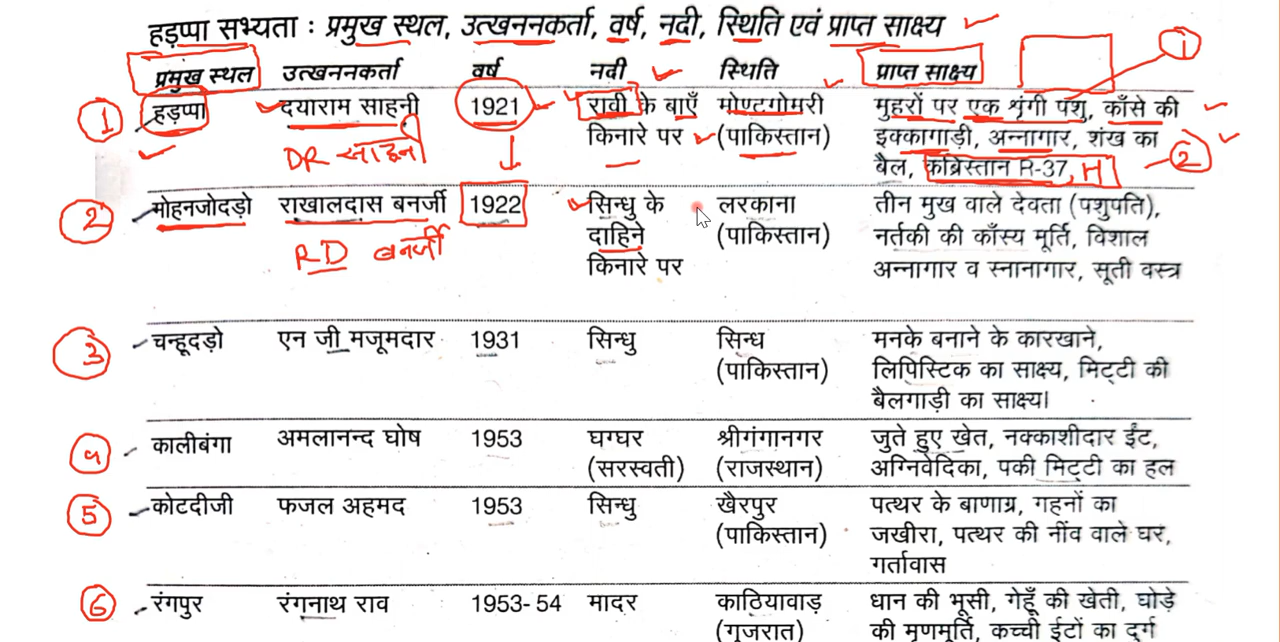 हड़प्पा सभ्यता : प्रमुख स्थल, उत्खननकर्ता, वर्ष, नदी, स्थिति एवं प्राप्त साक्ष्य
प्रमुख स्थल उत्खननकर्ता वर्ष नदी स्थिति प्राप्त साक्ष्य 1
1 हड़प्पा दयाराम साहनी 1921 रावी के बाएँ मोण्टगोमरी मुहरों पर एक शृंगी पशु, काँसे की
DR साहनी किनारे पर (पाकिस्तान) इक्कागाड़ी, अन्नागार, शंख का
बैल, कब्रिस्तान R-37, H 2
2 मोहनजोदड़ो राखालदास बनर्जी 1922 सिन्धु के लरकाना तीन मुख वाले देवता (पशुपति),
RD बनर्जी दाहिने (पाकिस्तान) नर्तकी की काँस्य मूर्ति, विशाल
किनारे पर अन्नागार व स्नानागार, सूती वस्त्र
3 चन्हूदड़ो एन जी मजूमदार 1931 सिन्धु सिन्ध मनके बनाने के कारखाने,
(पाकिस्तान) लिपिस्टिक का साक्ष्य, मिट्टी की
बैलगाड़ी का साक्ष्य।
4 कालीबंगा अमलानन्द घोष 1953 घग्घर श्रीगंगानगर जुते हुए खेत, नक्काशीदार ईंट,
(सरस्वती) (राजस्थान) अग्निवेदिका, पकी मिट्टी का हल
5 कोटदीजी फजल अहमद 1953 सिन्धु खैरपुर पत्थर के बाणाग्र, गहनों का
(पाकिस्तान) जखीरा, पत्थर की नींव वाले घर,
गर्तावास
6 रंगपुर रंगनाथ राव 1953-54 मादर काठियावाड़ धान की भूसी, गेहूँ की खेती, घोड़े
(गुजरात) की मृणमूर्ति, कच्ची ईटों का दुर्ग